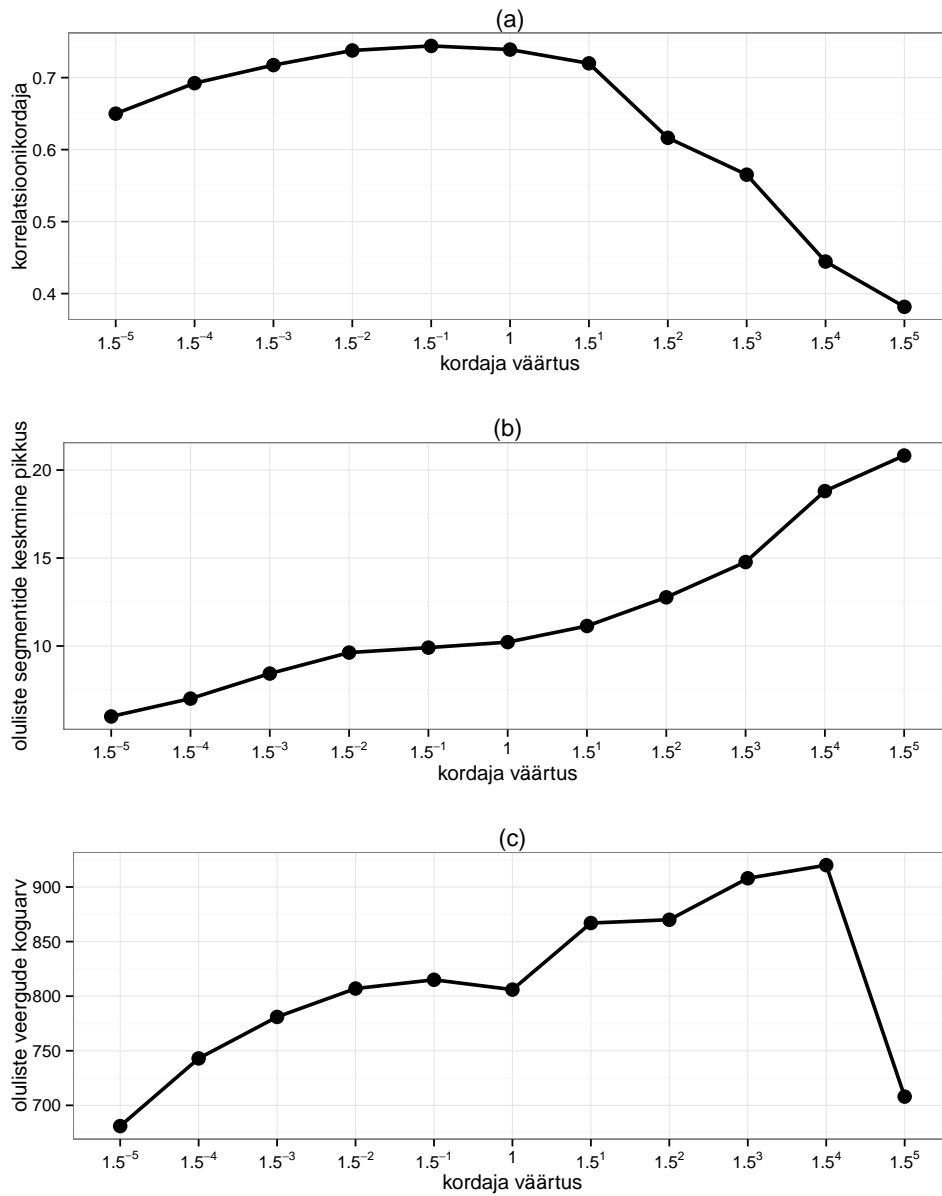 (a)
korrelatsioonikordaja
0.7
0.6
0.5
0.4
1.5⁻⁵ 1.5⁻⁴ 1.5⁻³ 1.5⁻² 1.5⁻¹ 1 1.5¹ 1.5² 1.5³ 1.5⁴ 1.5⁵
kordaja väärtus
(b)
oluliste segmentide keskmine pikkus
20
15
10
1.5⁻⁵ 1.5⁻⁴ 1.5⁻³ 1.5⁻² 1.5⁻¹ 1 1.5¹ 1.5² 1.5³ 1.5⁴ 1.5⁵
kordaja väärtus
(c)
oluliste veergude koguarv
900
850
800
750
700
1.5⁻⁵ 1.5⁻⁴ 1.5⁻³ 1.5⁻² 1.5⁻¹ 1 1.5¹ 1.5² 1.5³ 1.5⁴ 1.5⁵
kordaja väärtus